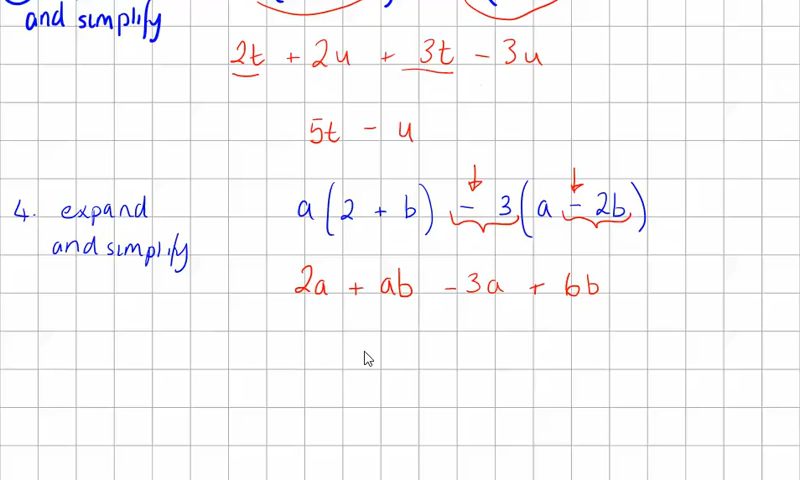 and simplify
2t + 2u + 3t - 3u
5t - u
4. expand and simplify
a(2 + b) - 3(a - 2b)
2a + ab - 3a + 6b